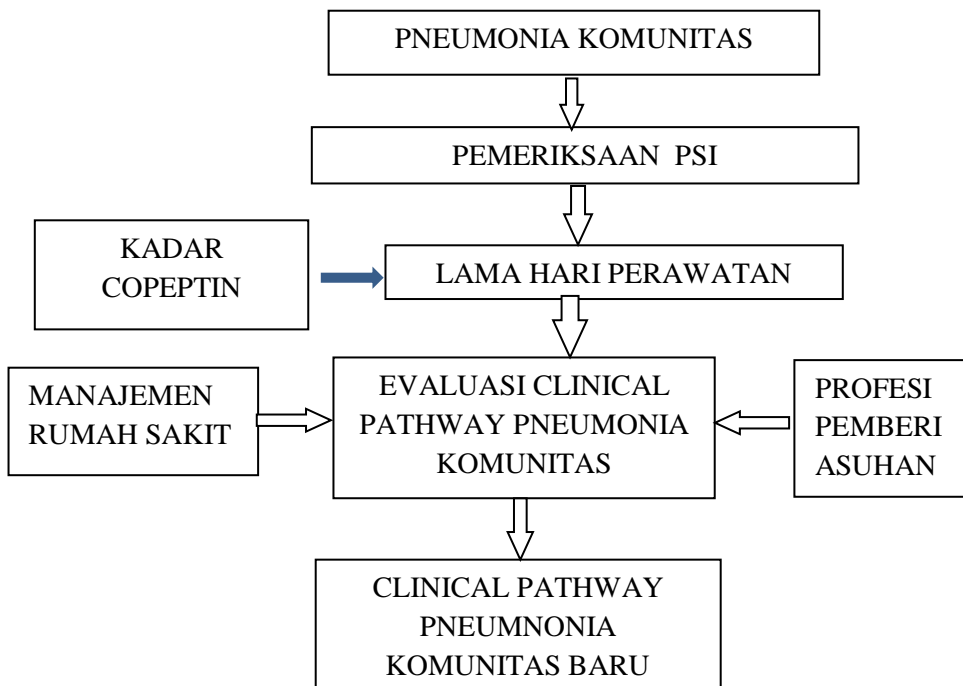 PNEUMONIA KOMUNITAS
PEMERIKSAAN PSI
KADAR
COPEPTIN
LAMA HARI PERAWATAN
MANAJEMEN
RUMAH SAKIT
EVALUASI CLINICAL
PATHWAY PNEUMONIA
KOMUNITAS
PROFESI
PEMBERI
ASUHAN
CLINICAL PATHWAY
PNEUMNONIA
KOMUNITAS BARU